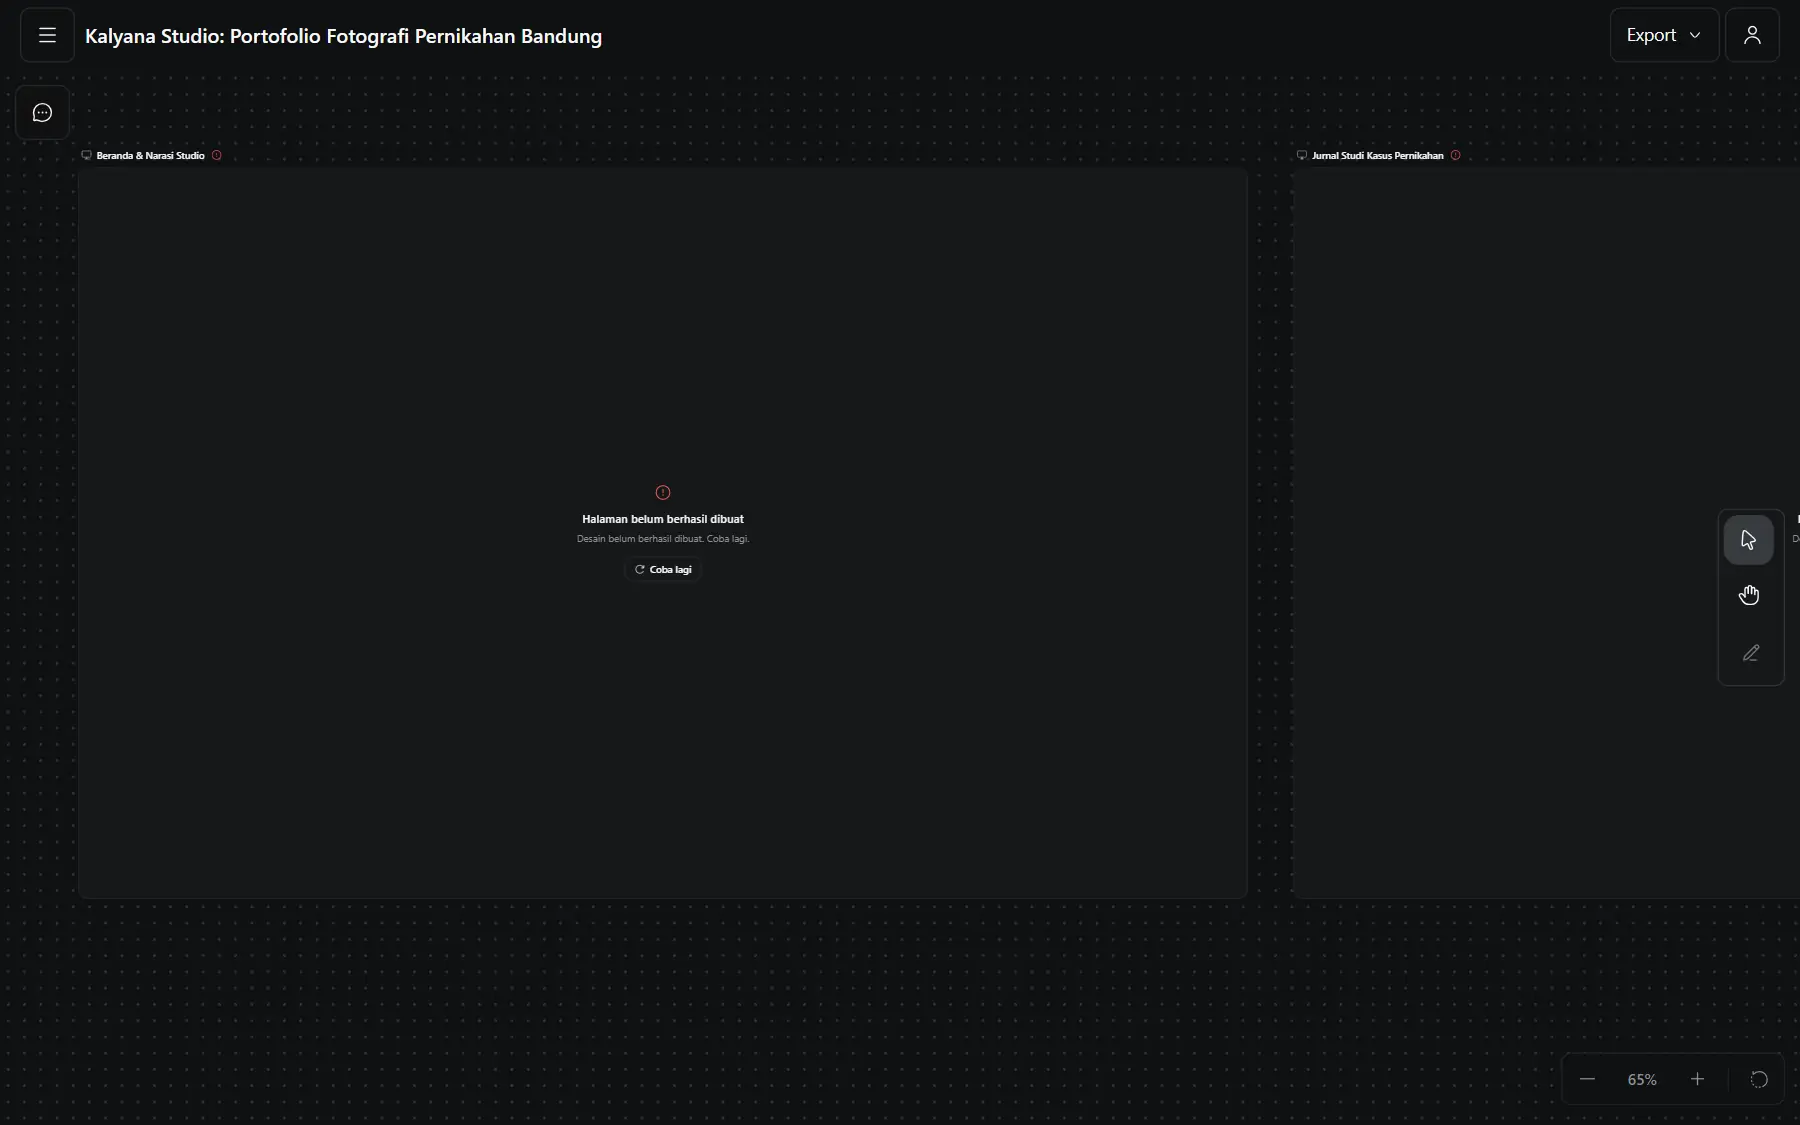 Kalyana Studio: Portofolio Fotografi Pernikahan Bandung
Export
Beranda & Narasi Studio
Jurnal Studi Kasus Pernikahan
Halaman belum berhasil dibuat
Desain belum berhasil dibuat. Coba lagi.
Coba lagi
65%